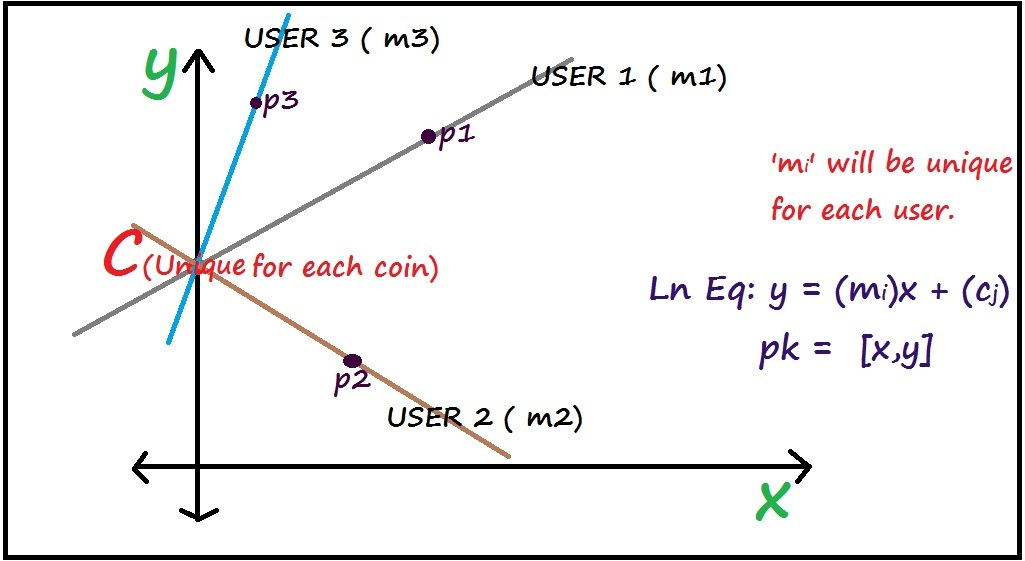 USER 3 ( m3)
y
USER 1 ( m1)
p3
p1
'mi' will be unique
for each user.
C (Unique for each coin)
Ln Eq: y = (mi)x + (cj)
pk = [x,y]
p2
USER 2 ( m2)
x